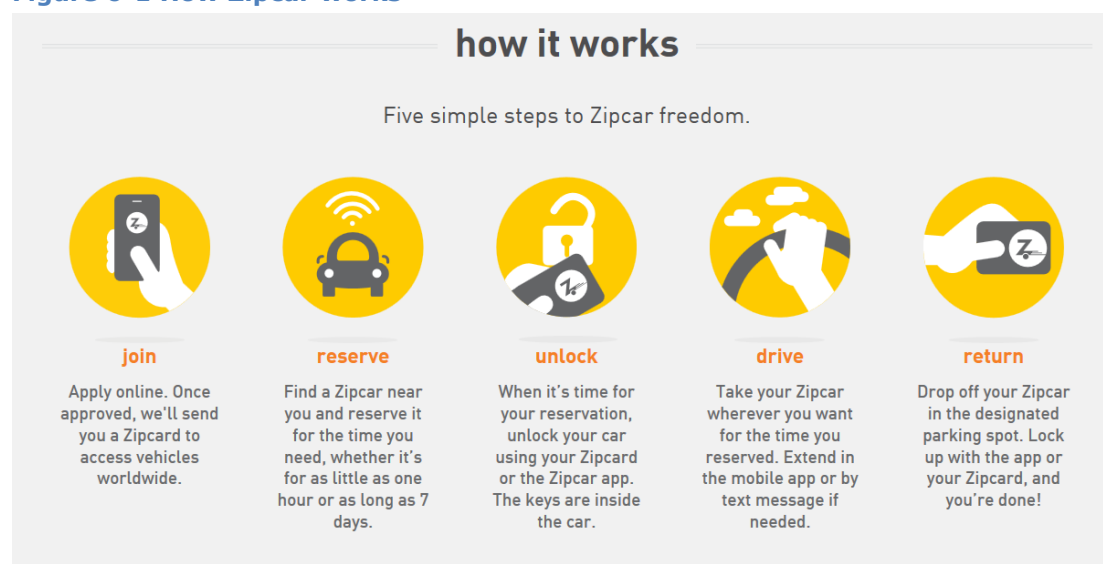 Figure How Zipcar Works
how it works
Five simple steps to Zipcar freedom.
join
Apply online. Once
approved, we'll send
you a Zipcard to
access vehicles
worldwide.
reserve
Find a Zipcar near
you and reserve it
for the time you
need, whether it's
for as little as one
hour or as long as 7
days.
unlock
When it's time for
your reservation,
unlock your car
using your Zipcard
or the Zipcar app.
The keys are inside
the car.
drive
Take your Zipcar
wherever you want
for the time you
reserved. Extend in
the mobile app or by
text message if
needed.
return
Drop off your Zipcar
in the designated
parking spot. Lock
up with the app or
your Zipcard, and
you're done!